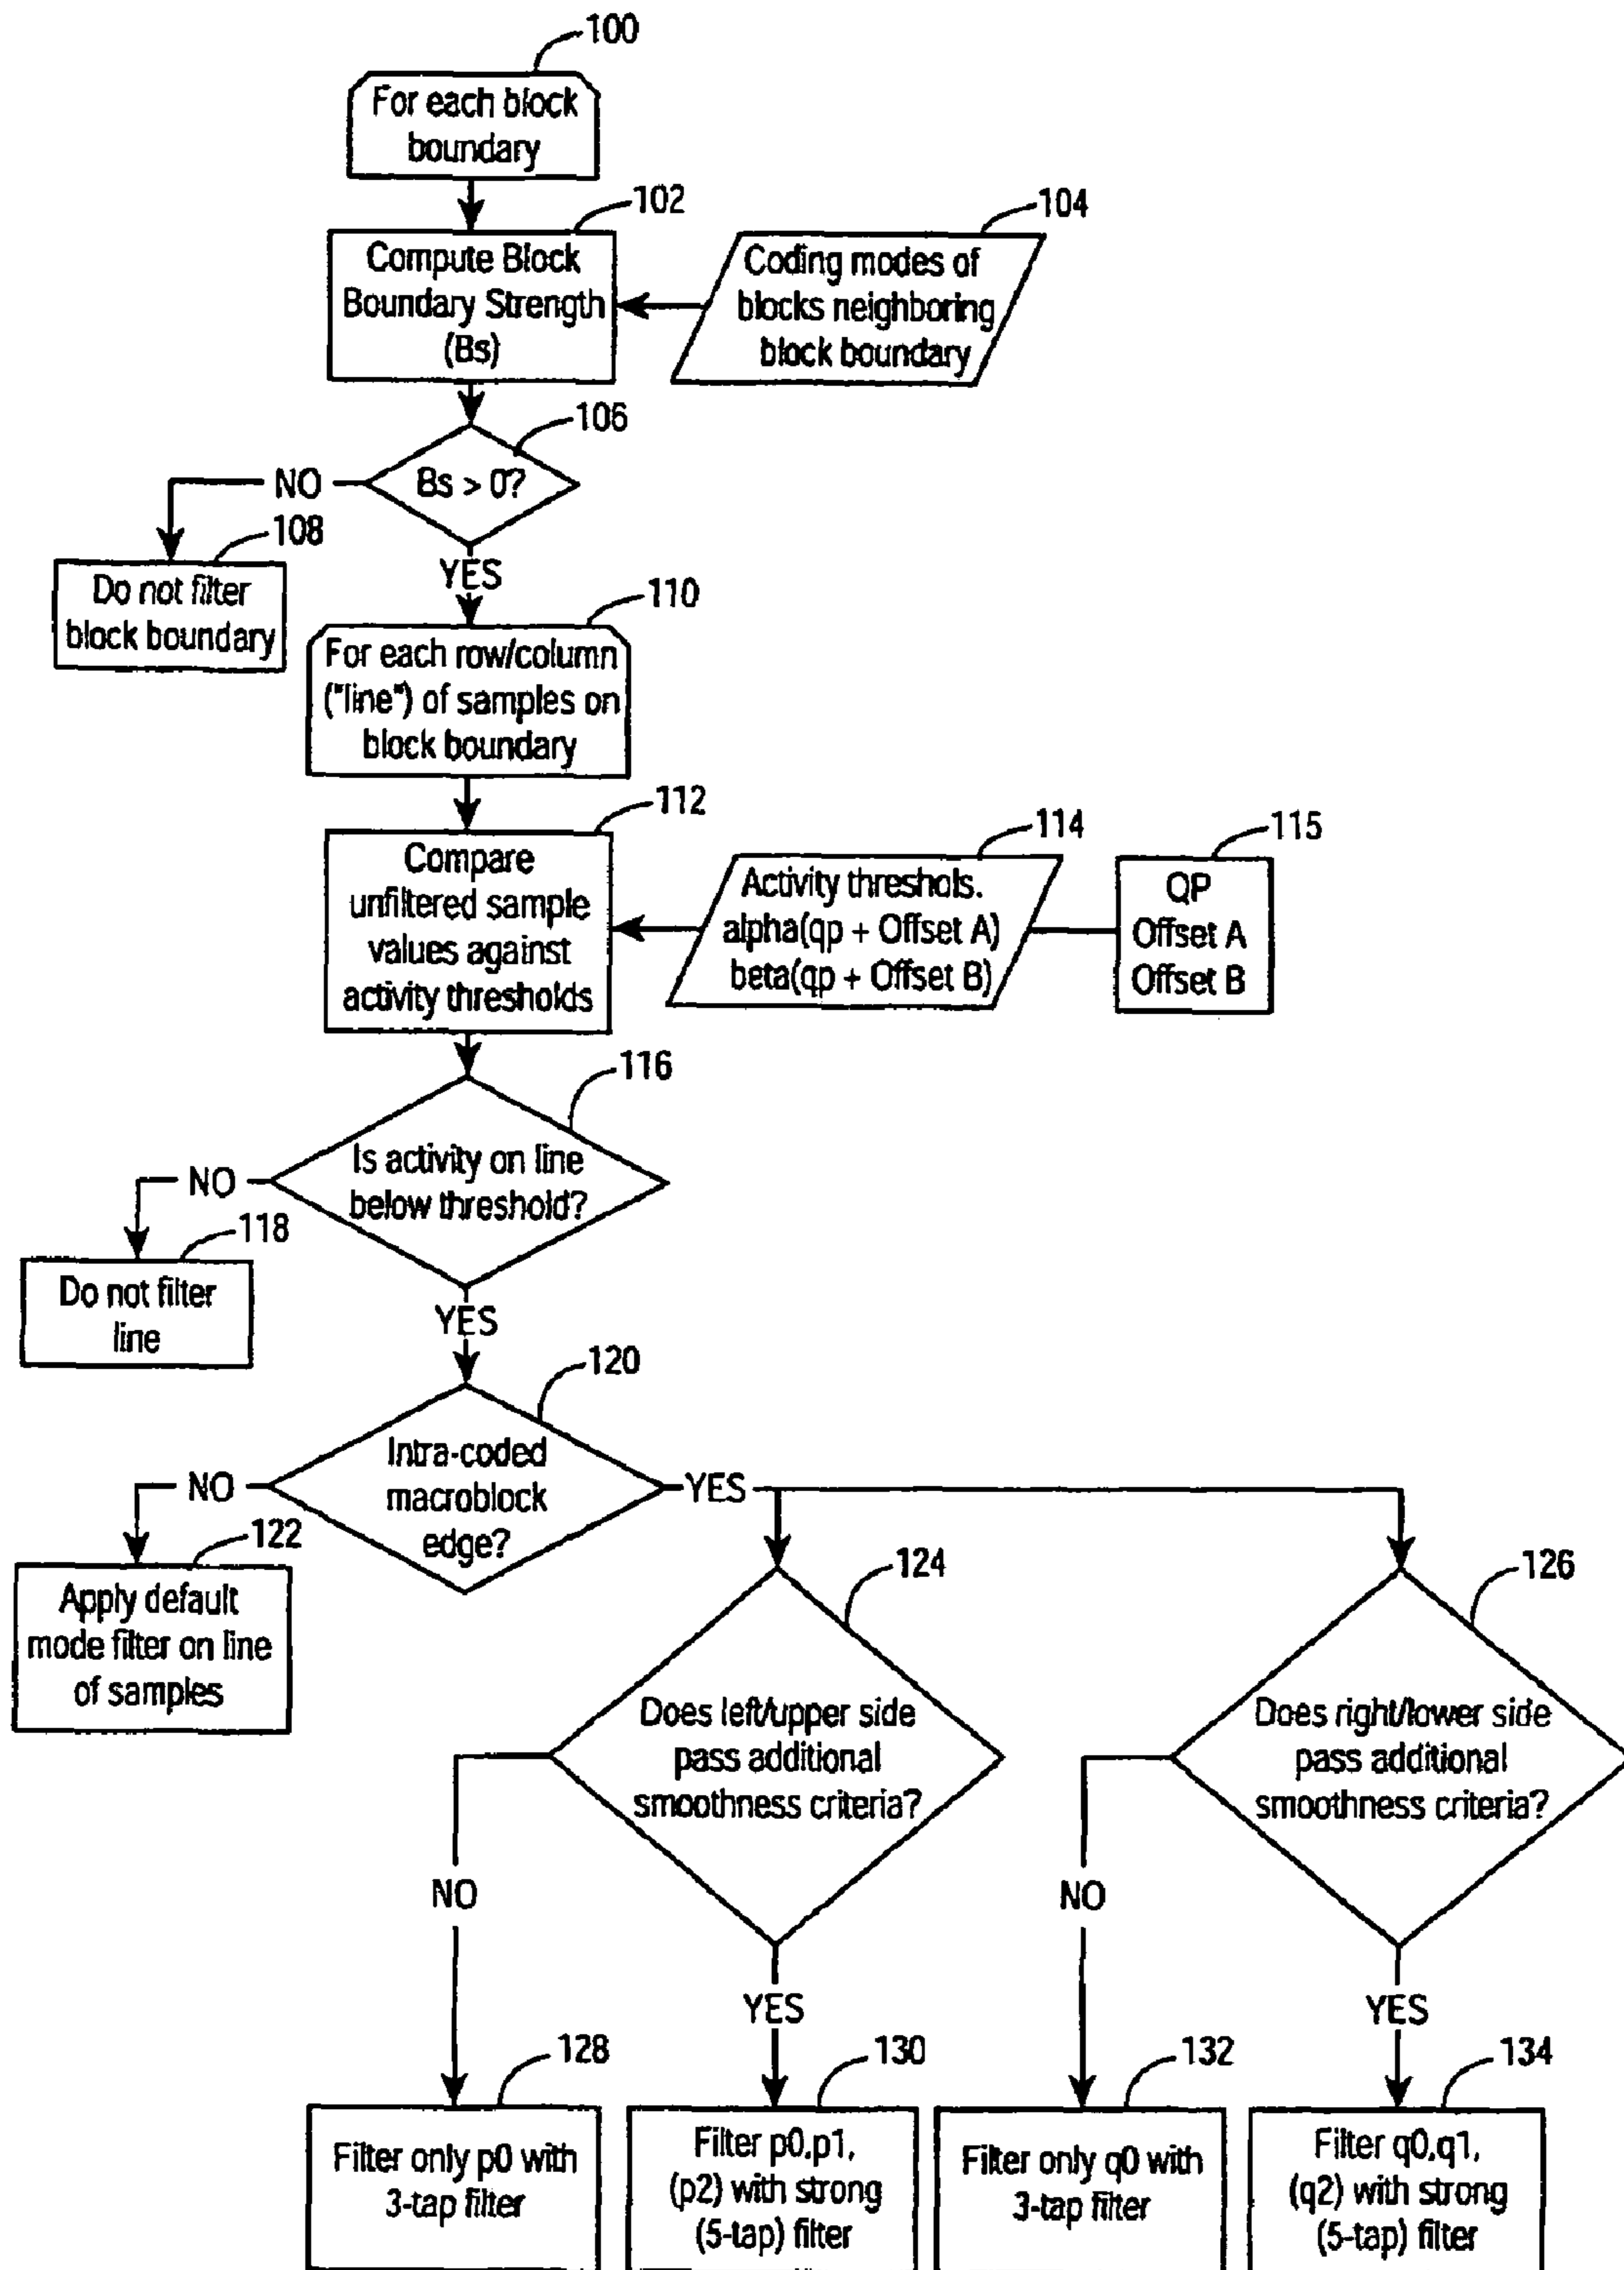 100
For each block
boundary
102
104
Compute Block
Boundary Strength
(Bs)
Coding modes of
blocks neighboring
block boundary
106
Bs > 0?
NO
108
Do not filter
block boundary
YES
110
For each row/column
("line") of samples on
block boundary
112
Compare
unfiltered sample
values against
activity thresholds
114
Activity threshols.
alpha(qp + Offset A)
beta(qp + Offset B)
115
QP
Offset A
Offset B
116
Is activity on line
below threshold?
NO
118
Do not filter
line
YES
120
Intra-coded
macroblock
edge?
NO
YES
122
Apply default
mode filter on line
of samples
124
Does left/upper side
pass additional
smoothness criteria?
126
Does right/lower side
pass additional
smoothness criteria?
NO
YES
NO
YES
128
Filter only p0 with
3-tap filter
130
Filter p0,p1,
(p2) with strong
(5-tap) filter
132
Filter only q0 with
3-tap filter
134
Filter q0,q1,
(q2) with strong
(5-tap) filter